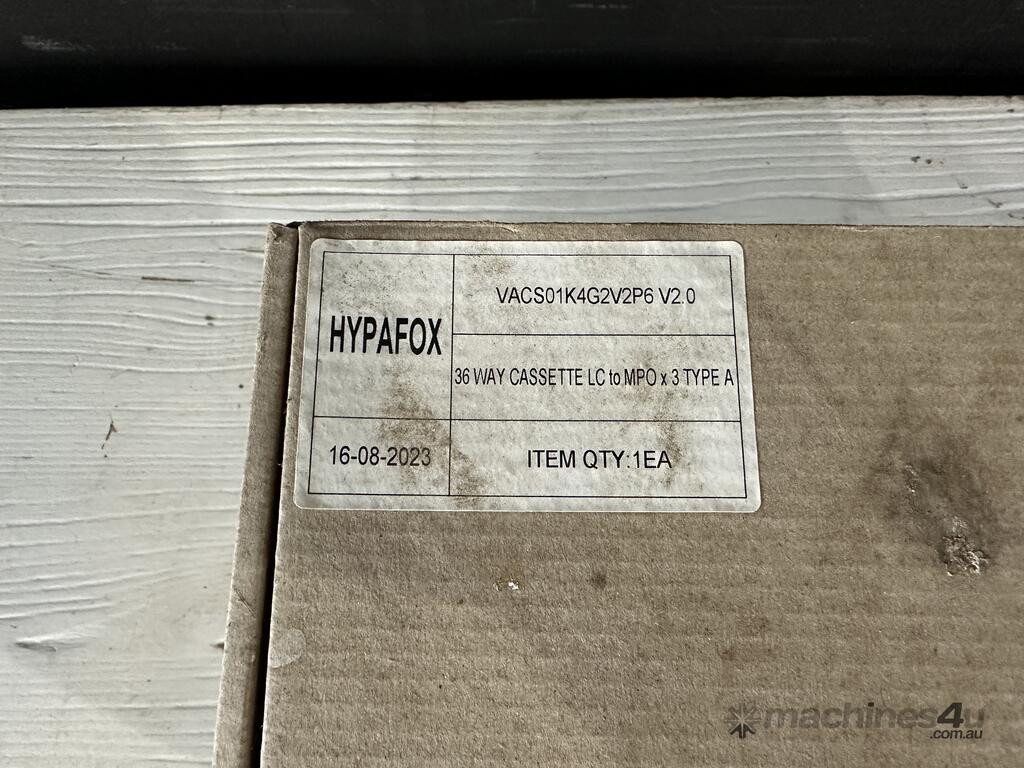 HYPAFOX
VACS01K4G2V2P6 V2.0
36 WAY CASSETTE LC to MPO x 3 TYPE A
16-08-2023
ITEM QTY:1EA
machines4u
.com.au